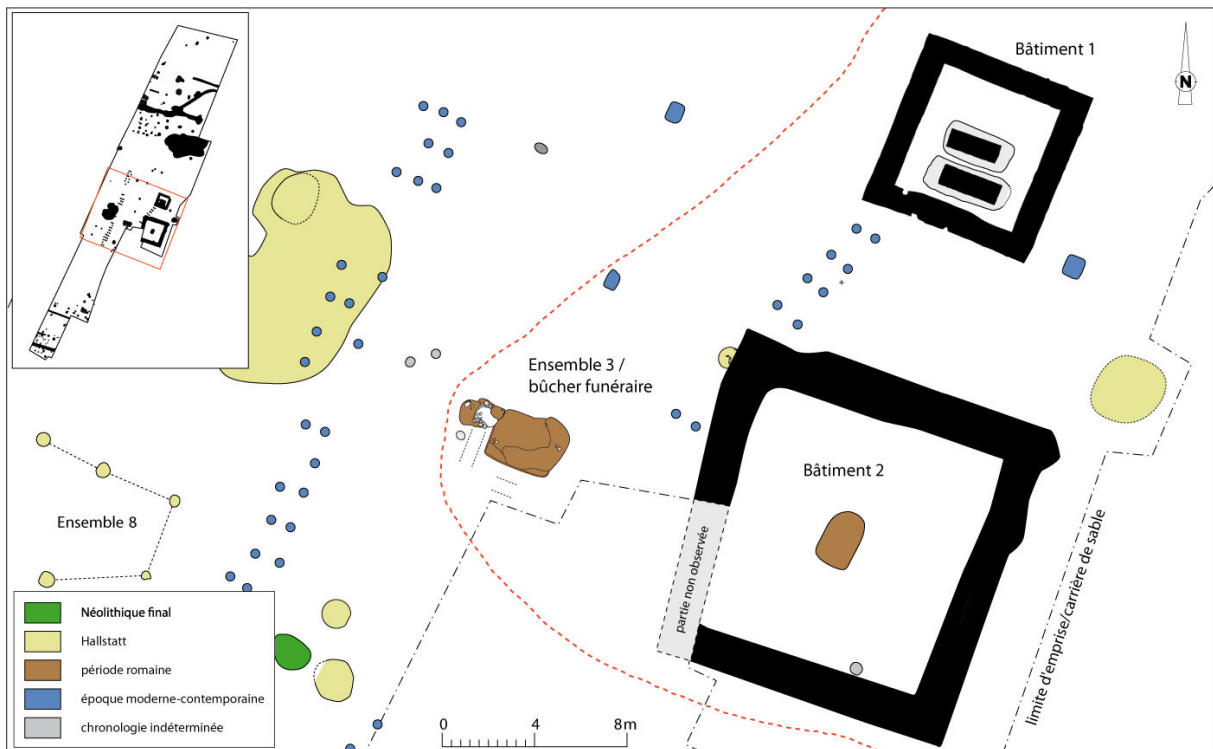 Bâtiment 1
N
Ensemble 3 /
bûcher funéraire
Bâtiment 2
Ensemble 8
partie non observée
limite d'emprise/carrière de sable
Néolithique final
Hallstatt
période romaine
époque moderne-contemporaine
chronologie indéterminée
0 4 8m